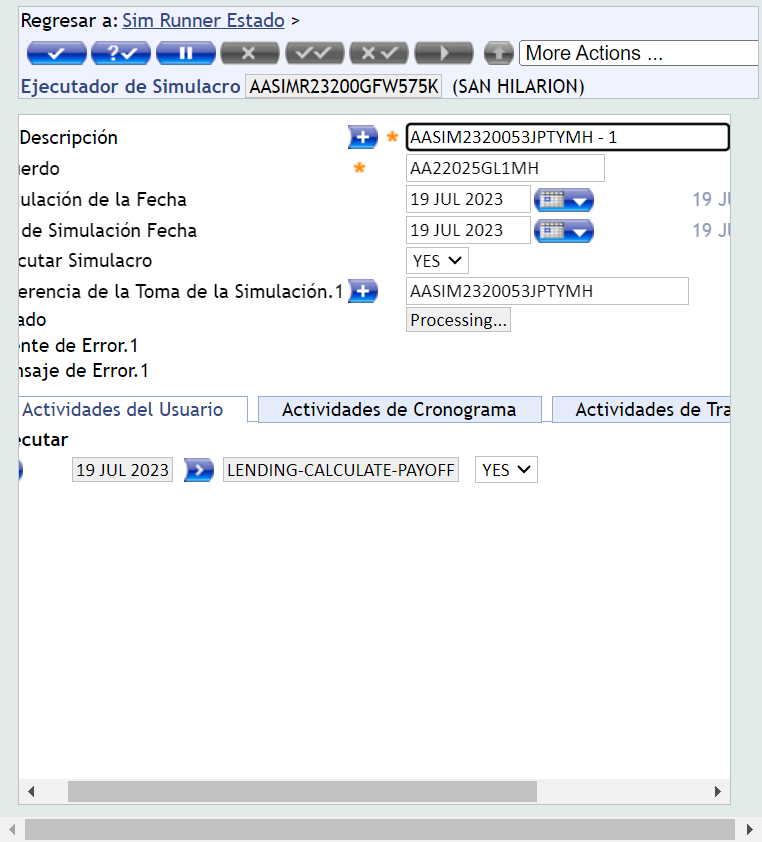 Regresar a: Sim Runner Estado >
More Actions ...
Ejecutador de Simulacro AASIMR23200GFW575K (SAN HILARION)
Descripción AASIM2320053JPTYMH - 1
uerdo AA22025GL1MH
ulación de la Fecha 19 JUL 2023 19 JU
de Simulación Fecha 19 JUL 2023 19 JU
cutar Simulacro YES
erencia de la Toma de la Simulación.1 AASIM2320053JPTYMH
ado Processing...
ente de Error.1
nsaje de Error.1
Actividades del Usuario Actividades de Cronograma Actividades de Tra
ecutar
19 JUL 2023 LENDING-CALCULATE-PAYOFF YES